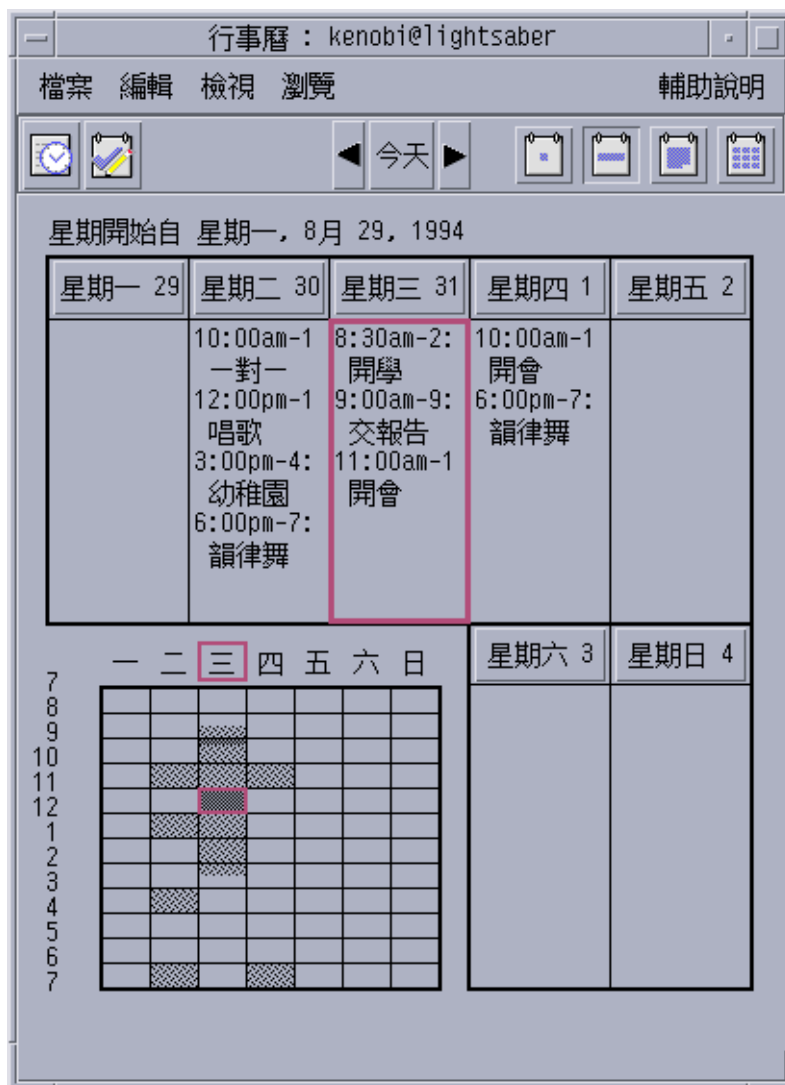 行事曆 : kenobi@lightsaber
檔案 編輯 檢視 瀏覽 輔助說明
今天
星期開始自 星期一, 8月 29, 1994
星期一 29 星期二 30 星期三 31 星期四 1 星期五 2
10:00am-1
一對一
12:00pm-1
唱歌
3:00pm-4:
幼稚園
6:00pm-7:
韻律舞
8:30am-2:
開學
9:00am-9:
交報告
11:00am-1
開會
10:00am-1
開會
6:00pm-7:
韻律舞
星期六 3 星期日 4
一 二 三 四 五 六 日
7
8
9
10
11
12
1
2
3
4
5
6
7